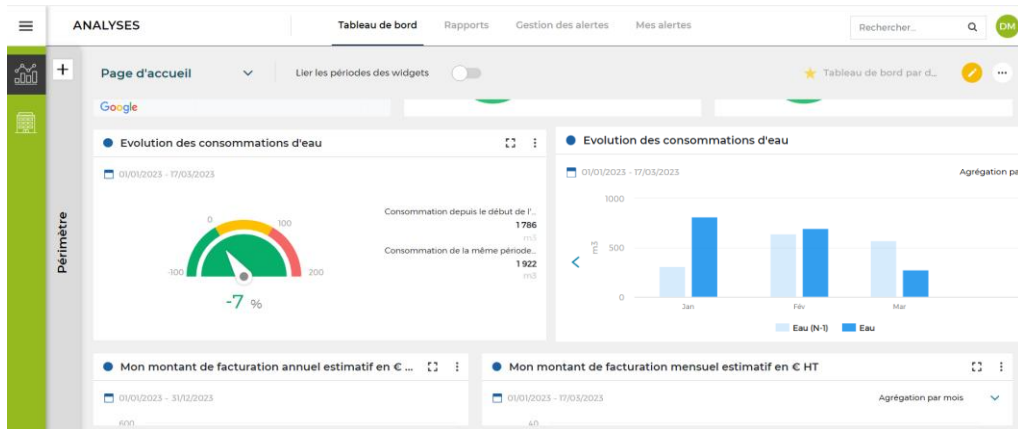 ANALYSES
Tableau de bord
Rapports
Gestion des alertes
Mes alertes
Rechercher...
DM
Page d'accueil
Lier les périodes des widgets
Tableau de bord par d...
Périmètre
Google
Evolution des consommations d'eau
01/01/2023 - 17/03/2023
-100
0
100
200
-7 %
Consommation depuis le début de l'...
1 786
m3
Consommation de la même période...
1 922
m3
Evolution des consommations d'eau
01/01/2023 - 17/03/2023
Agrégation pa
1000
500
0
m3
Jan
Fév
Mar
Eau (N-1)
Eau
Mon montant de facturation annuel estimatif en € ...
01/01/2023 - 31/12/2023
600
Mon montant de facturation mensuel estimatif en € HT
01/01/2023 - 17/03/2023
Agrégation par mois
40